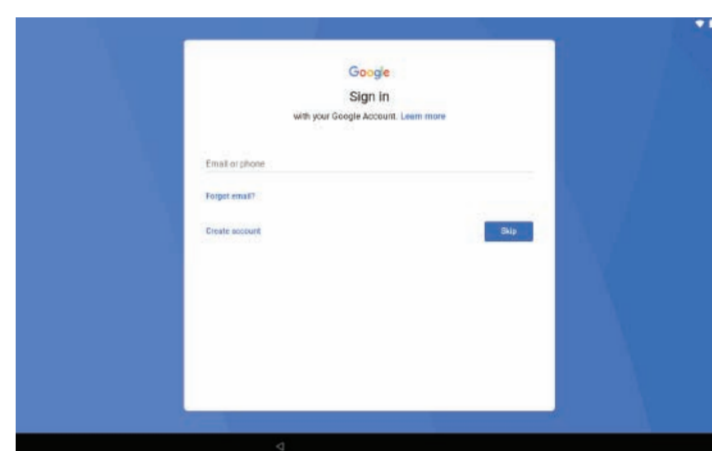 Google
Sign in
with your Google Account. Learn more
Email or phone
Forgot email?
Create account
Skip